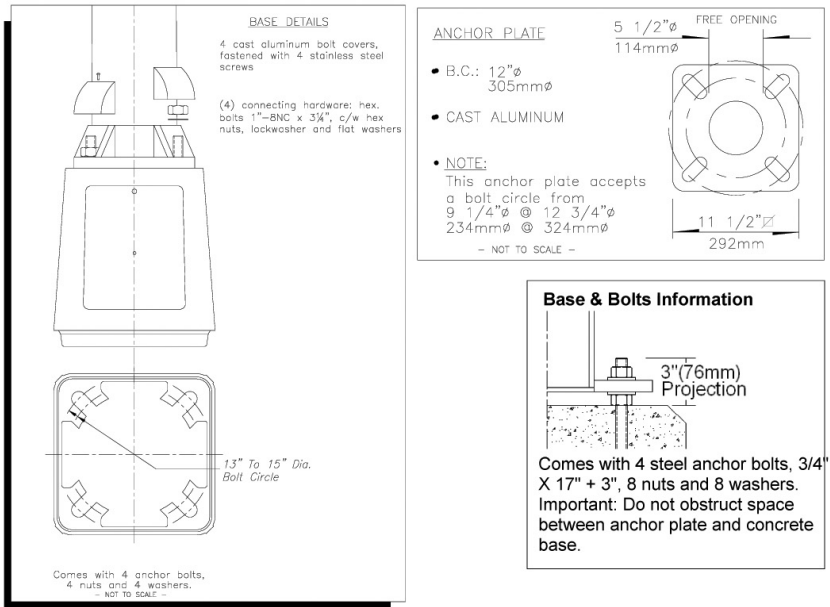 BASE DETAILS
4 cast aluminum bolt covers,
fastened with 4 stainless steel
screws
(4) connecting hardware: hex.
bolts 1"-8NC x 3¼", c/w hex
nuts, lockwasher and flat washers
13" To 15" Dia.
Bolt Circle
Comes with 4 anchor bolts,
4 nuts and 4 washers.
- NOT TO SCALE -
ANCHOR PLATE
• B.C.: 12"ø
305mmø
• CAST ALUMINUM
• NOTE:
This anchor plate accepts
a bolt circle from
9 1/4"ø @ 12 3/4"ø
234mmø @ 324mmø
- NOT TO SCALE -
5 1/2"ø
114mmø
FREE OPENING
11 1/2"
292mm
Base & Bolts Information
3"(76mm)
Projection
Comes with 4 steel anchor bolts, 3/4"
X 17" + 3", 8 nuts and 8 washers.
Important: Do not obstruct space
between anchor plate and concrete
base.